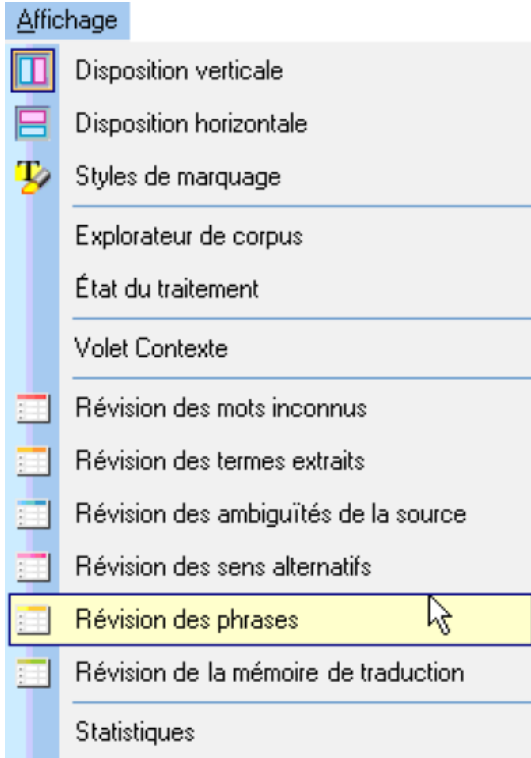 Affichage
Disposition verticale
Disposition horizontale
Styles de marquage
Explorateur de corpus
État du traitement
Volet Contexte
Révision des mots inconnus
Révision des termes extraits
Révision des ambiguïtés de la source
Révision des sens alternatifs
Révision des phrases
Révision de la mémoire de traduction
Statistiques